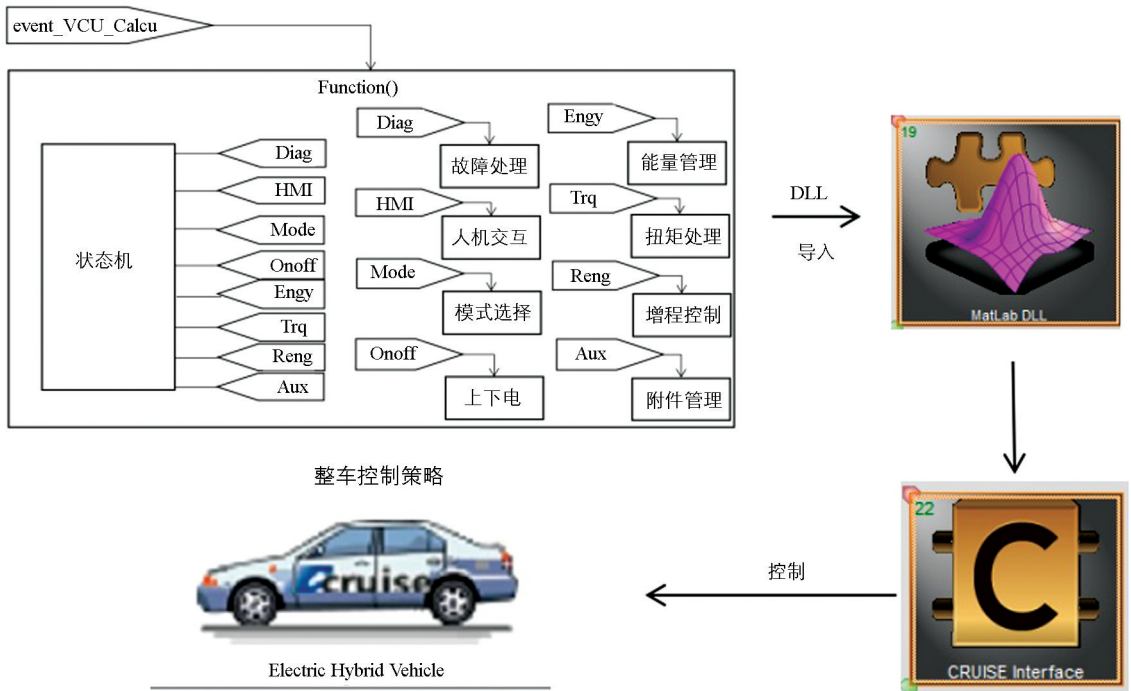 event_VCU_Calcu
Function()
状态机
Diag
HMI
Mode
Onoff
Engy
Trq
Reng
Aux
Diag
故障处理
HMI
人机交互
Mode
模式选择
Onoff
上下电
Engy
能量管理
Trq
扭矩处理
Reng
增程控制
Aux
附件管理
DLL
导入
19
MatLab DLL
整车控制策略
22
C
CRUISE Interface
控制
cruise
Electric Hybrid Vehicle